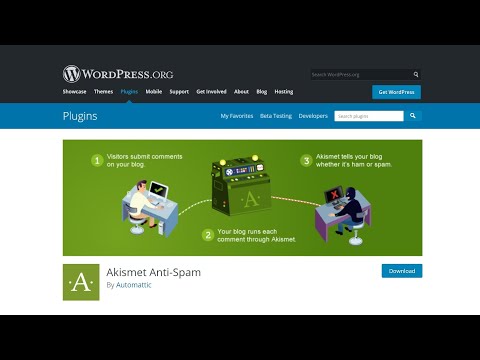 WORDPRESS.ORG
Search WordPress.org
Showcase Themes Plugins Mobile Support Get Involved About Blog Hosting
Get WordPress
Plugins
My Favorites Beta Testing Developers
Search plugins
1 Visitors submit comments
on your blog.
3 Akismet tells your blog
whether it's ham or spam.
A
2 Your blog runs each
comment through Akismet.
·A·
Akismet Anti-Spam
By Automattic
Download